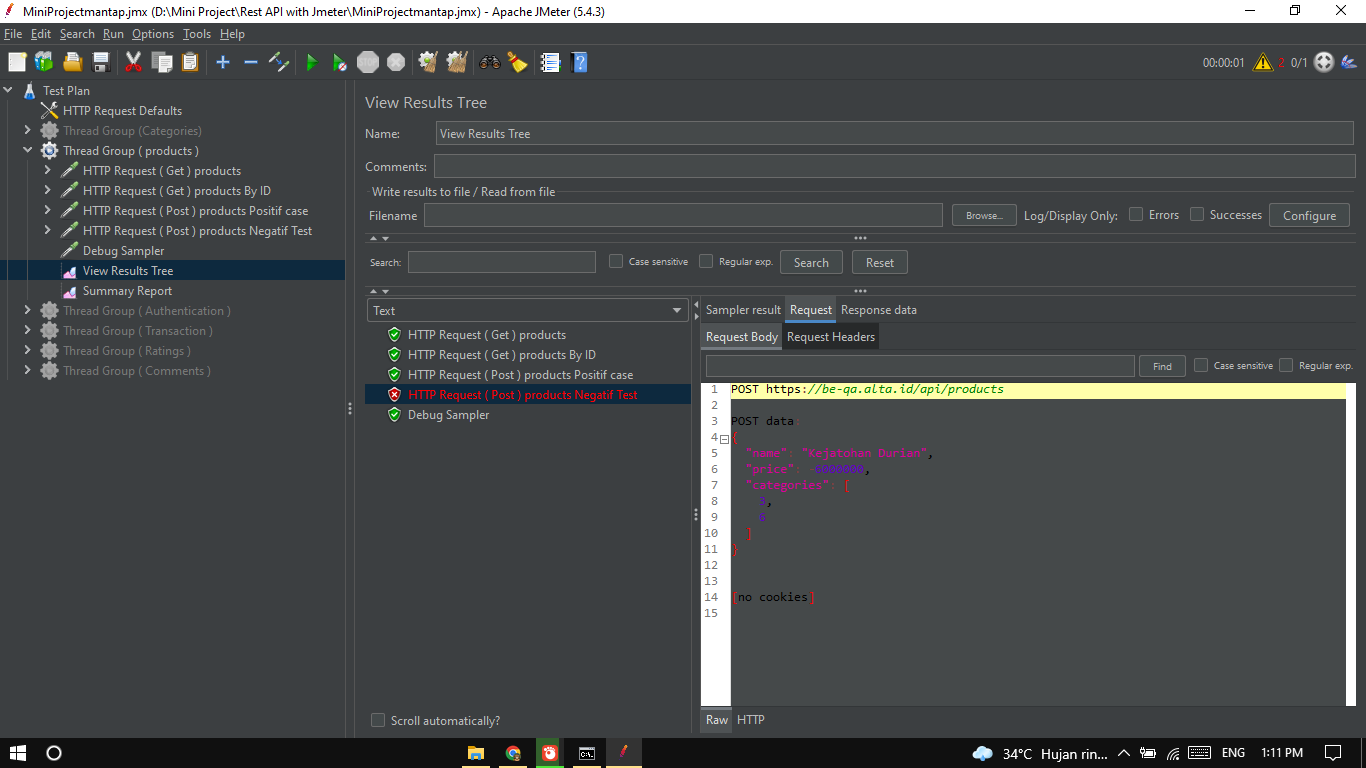 MiniProjectmantap.jmx (D:\Mini Project\Rest API with Jmeter\MiniProjectmantap.jmx) - Apache JMeter (5.4.3)
File Edit Search Run Options Tools Help
STOP 00:00:01 2 0/1
Test Plan
HTTP Request Defaults
Thread Group (Categories)
Thread Group ( products )
HTTP Request ( Get ) products
HTTP Request ( Get ) products By ID
HTTP Request ( Post ) products Positif case
HTTP Request ( Post ) products Negatif Test
Debug Sampler
View Results Tree
Summary Report
Thread Group ( Authentication )
Thread Group ( Transaction )
Thread Group ( Ratings )
Thread Group ( Comments )
View Results Tree
Name: View Results Tree
Comments:
Write results to file / Read from file
Filename Browse... Log/Display Only: Errors Successes Configure
Search: Case sensitive Regular exp. Search Reset
Text
HTTP Request ( Get ) products
HTTP Request ( Get ) products By ID
HTTP Request ( Post ) products Positif case
HTTP Request ( Post ) products Negatif Test
Debug Sampler
Scroll automatically?
Sampler result Request Response data
Request Body Request Headers
Find Case sensitive Regular exp.
1 POST https://be-qa.alta.id/api/products
2
3 POST data:
4 {
5 "name": "Kejatohan Durian",
6 "price": -6000000,
7 "categories": [
8 3,
9 6
10 ]
11 }
12
13
14 [no cookies]
15
Raw HTTP
34°C Hujan rin... ENG 1:11 PM